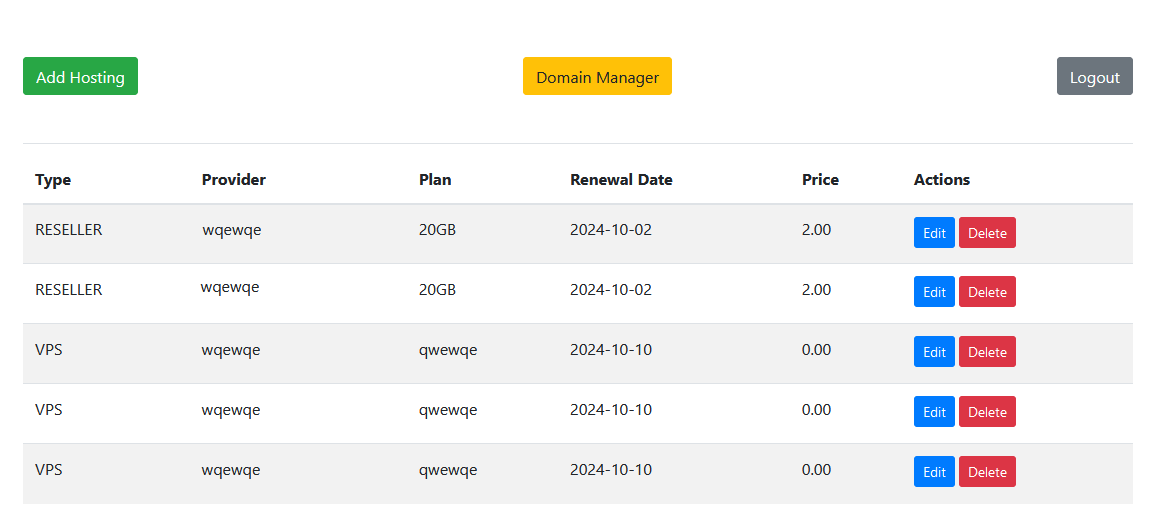 Add Hosting Domain Manager Logout
Type Provider Plan Renewal Date Price Actions
RESELLER wqewqe 20GB 2024-10-02 2.00 Edit Delete
RESELLER wqewqe 20GB 2024-10-02 2.00 Edit Delete
VPS wqewqe qwewqe 2024-10-10 0.00 Edit Delete
VPS wqewqe qwewqe 2024-10-10 0.00 Edit Delete
VPS wqewqe qwewqe 2024-10-10 0.00 Edit Delete